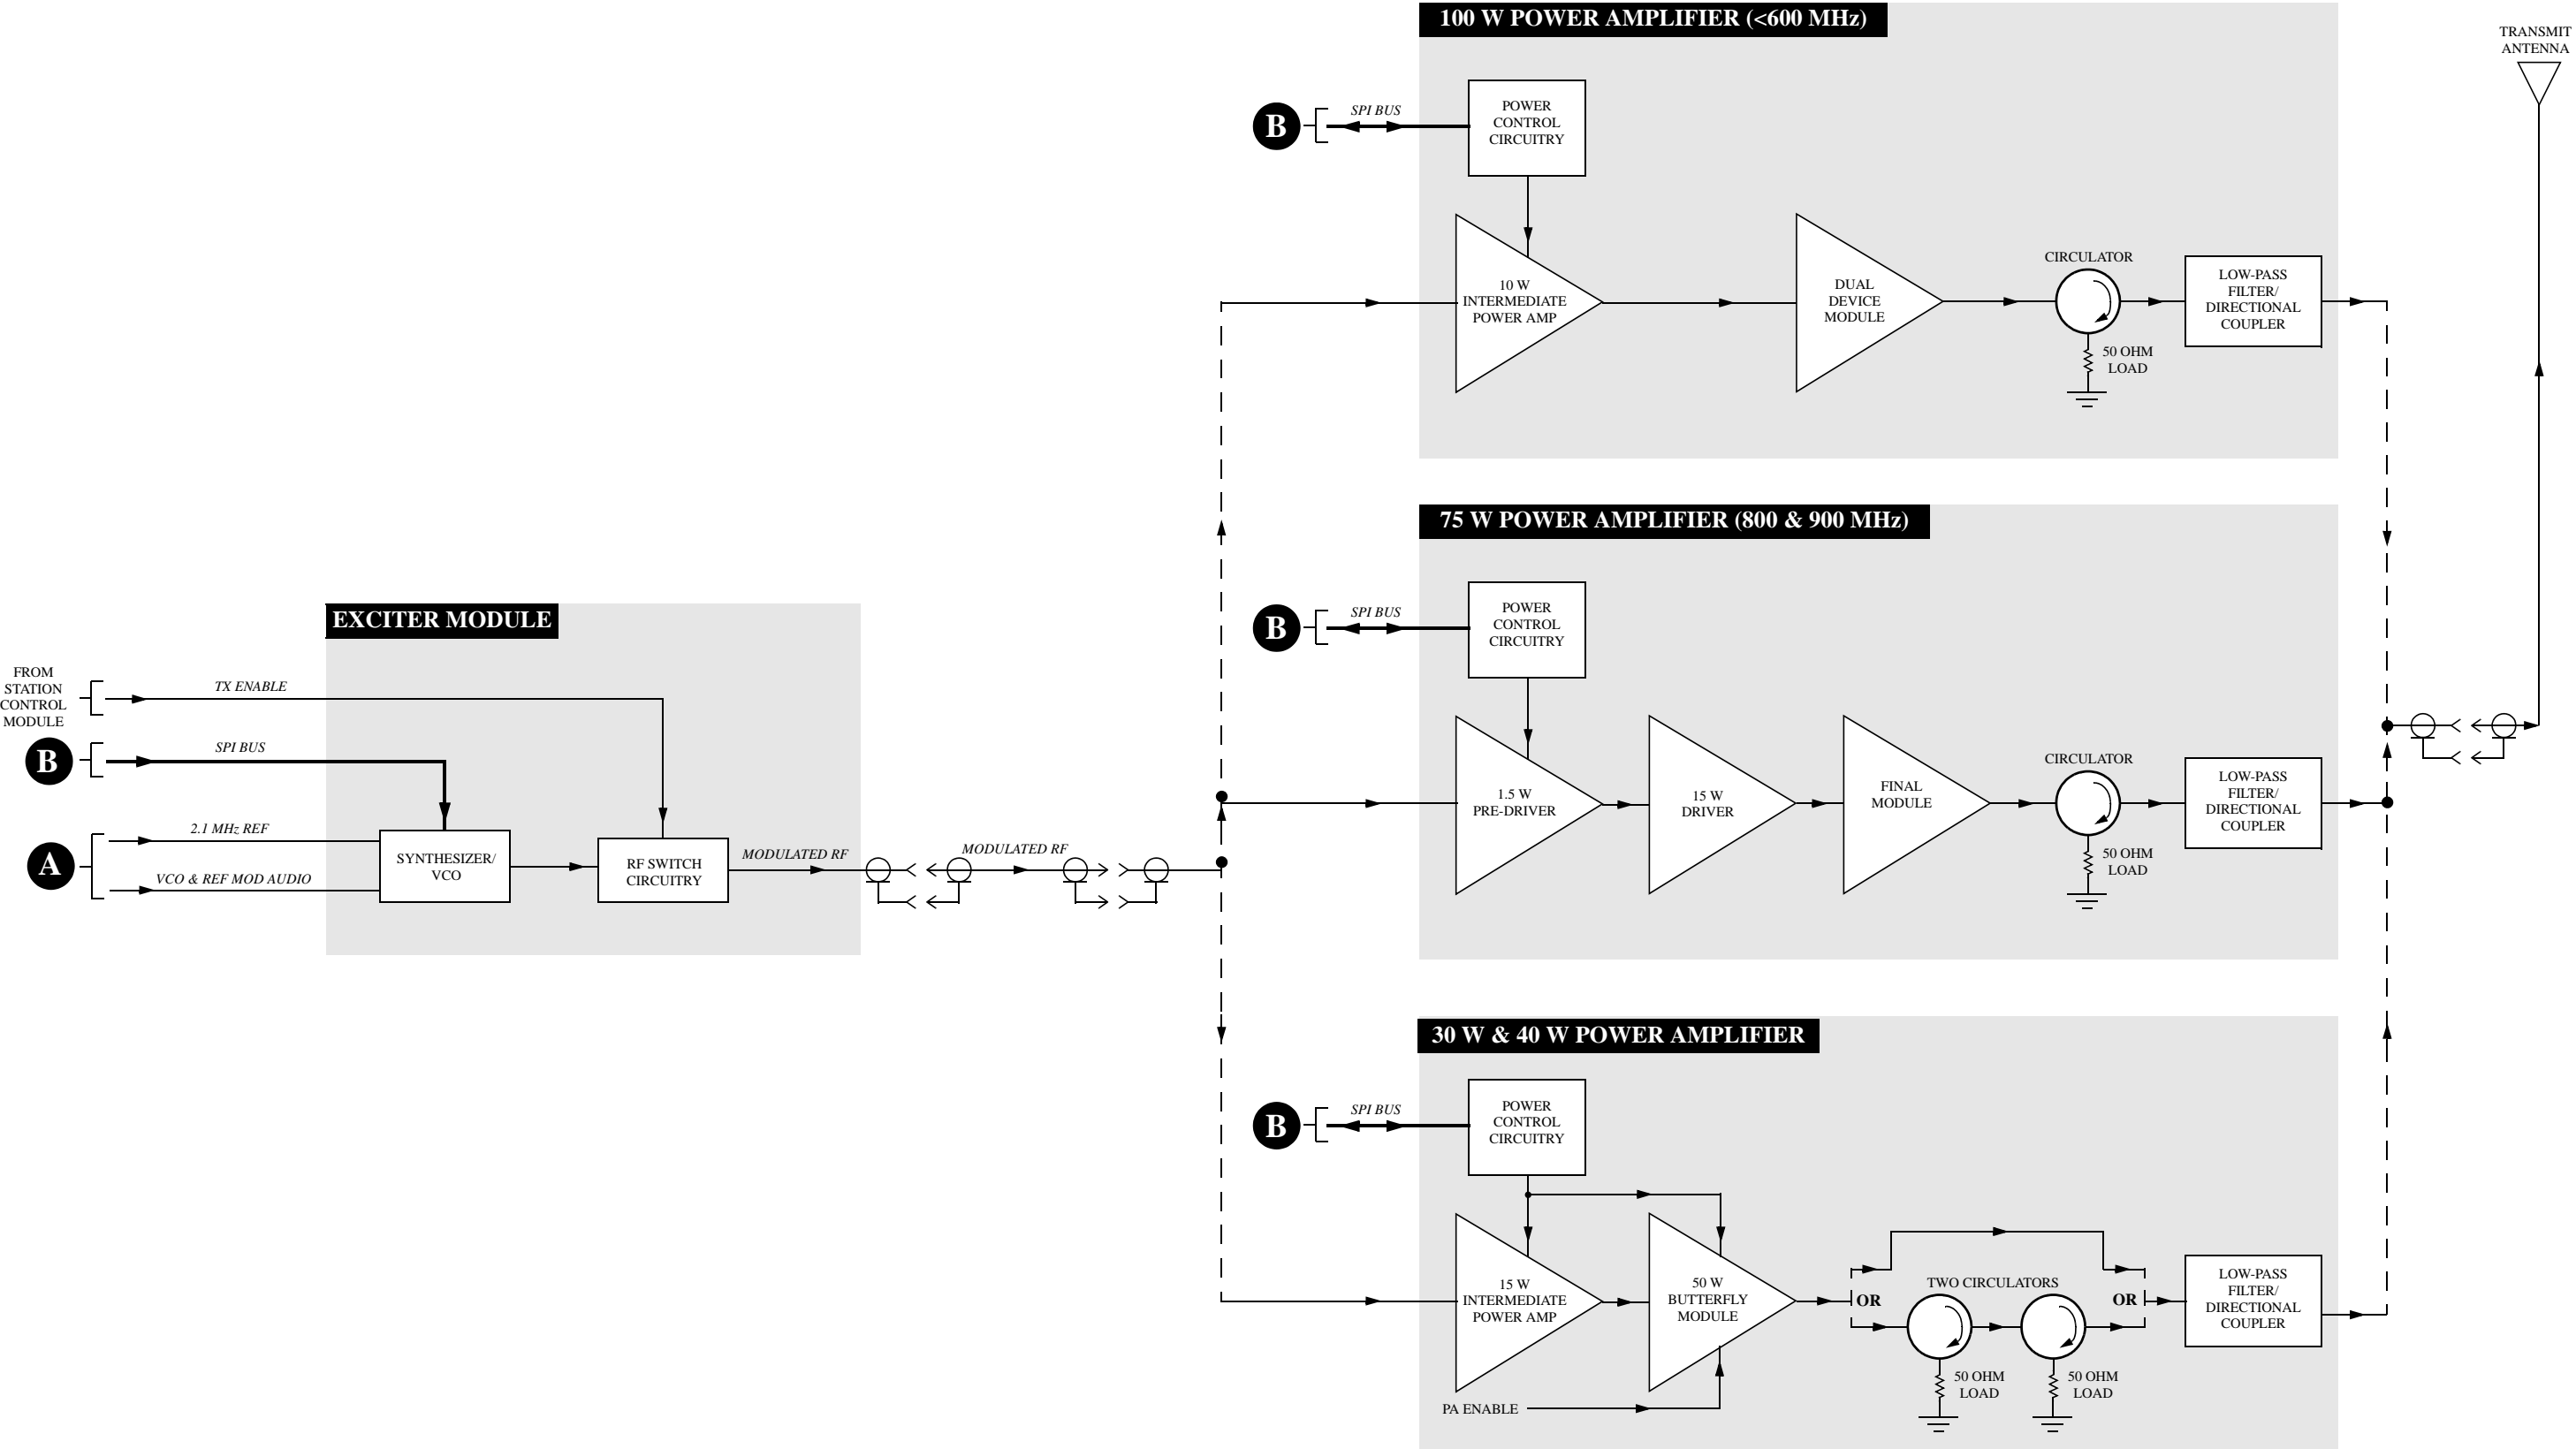 100 W POWER AMPLIFIER (<600 MHz)
TRANSMIT
ANTENNA
B
SPI BUS
POWER
CONTROL
CIRCUITRY
10 W
INTERMEDIATE
POWER AMP
DUAL
DEVICE
MODULE
CIRCULATOR
50 OHM
LOAD
LOW-PASS
FILTER/
DIRECTIONAL
COUPLER
75 W POWER AMPLIFIER (800 & 900 MHz)
B
SPI BUS
POWER
CONTROL
CIRCUITRY
1.5 W
PRE-DRIVER
15 W
DRIVER
FINAL
MODULE
CIRCULATOR
50 OHM
LOAD
LOW-PASS
FILTER/
DIRECTIONAL
COUPLER
EXCITER MODULE
FROM
STATION
CONTROL
MODULE
TX ENABLE
B
SPI BUS
A
2.1 MHz REF
VCO & REF MOD AUDIO
SYNTHESIZER/
VCO
RF SWITCH
CIRCUITRY
MODULATED RF
MODULATED RF
30 W & 40 W POWER AMPLIFIER
B
SPI BUS
POWER
CONTROL
CIRCUITRY
15 W
INTERMEDIATE
POWER AMP
50 W
BUTTERFLY
MODULE
PA ENABLE
OR
TWO CIRCULATORS
OR
50 OHM
LOAD
50 OHM
LOAD
LOW-PASS
FILTER/
DIRECTIONAL
COUPLER